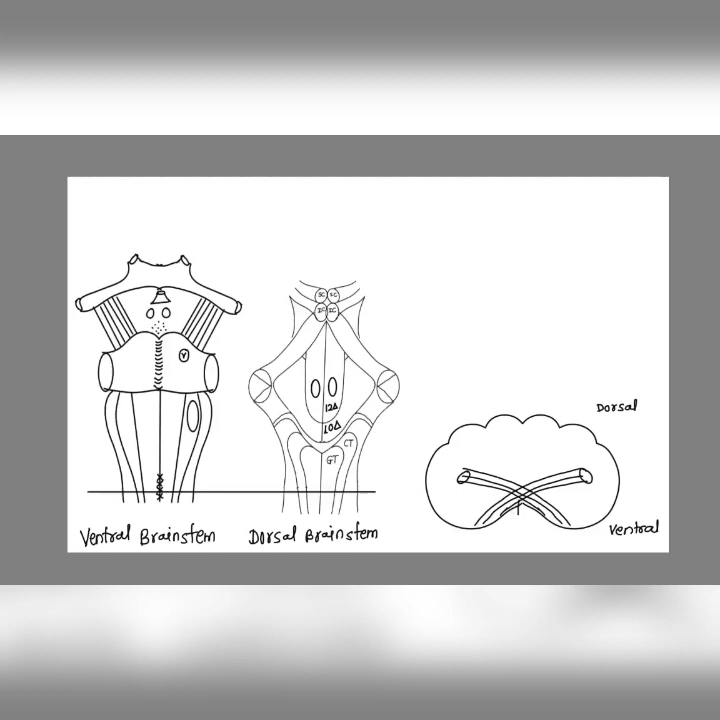 SC SC
IC IC
V
12Δ
10Δ
CT
GT
Dorsal
Ventral
Ventral Brainstem
Dorsal Brainstem